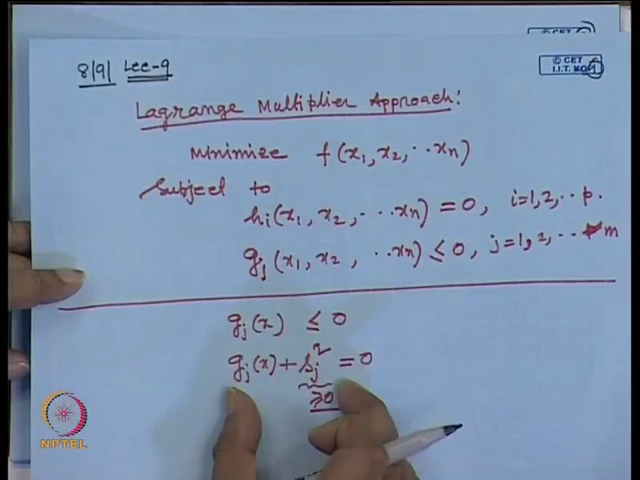 8/9/ Lec-9
© CET
I.I.T. KGP
Lagrange Multiplier Approach:
Minimize f(x₁, x₂, ··xₙ)
Subject to
hᵢ(x₁, x₂, ···xₙ) = 0, i=1,2,·· p.
gⱼ(x₁, x₂, ··xₙ) ≤ 0, j=1,2,·· m
gⱼ(x) ≤ 0
gⱼ(x) + sⱼ² = 0
≥0
NPTEL